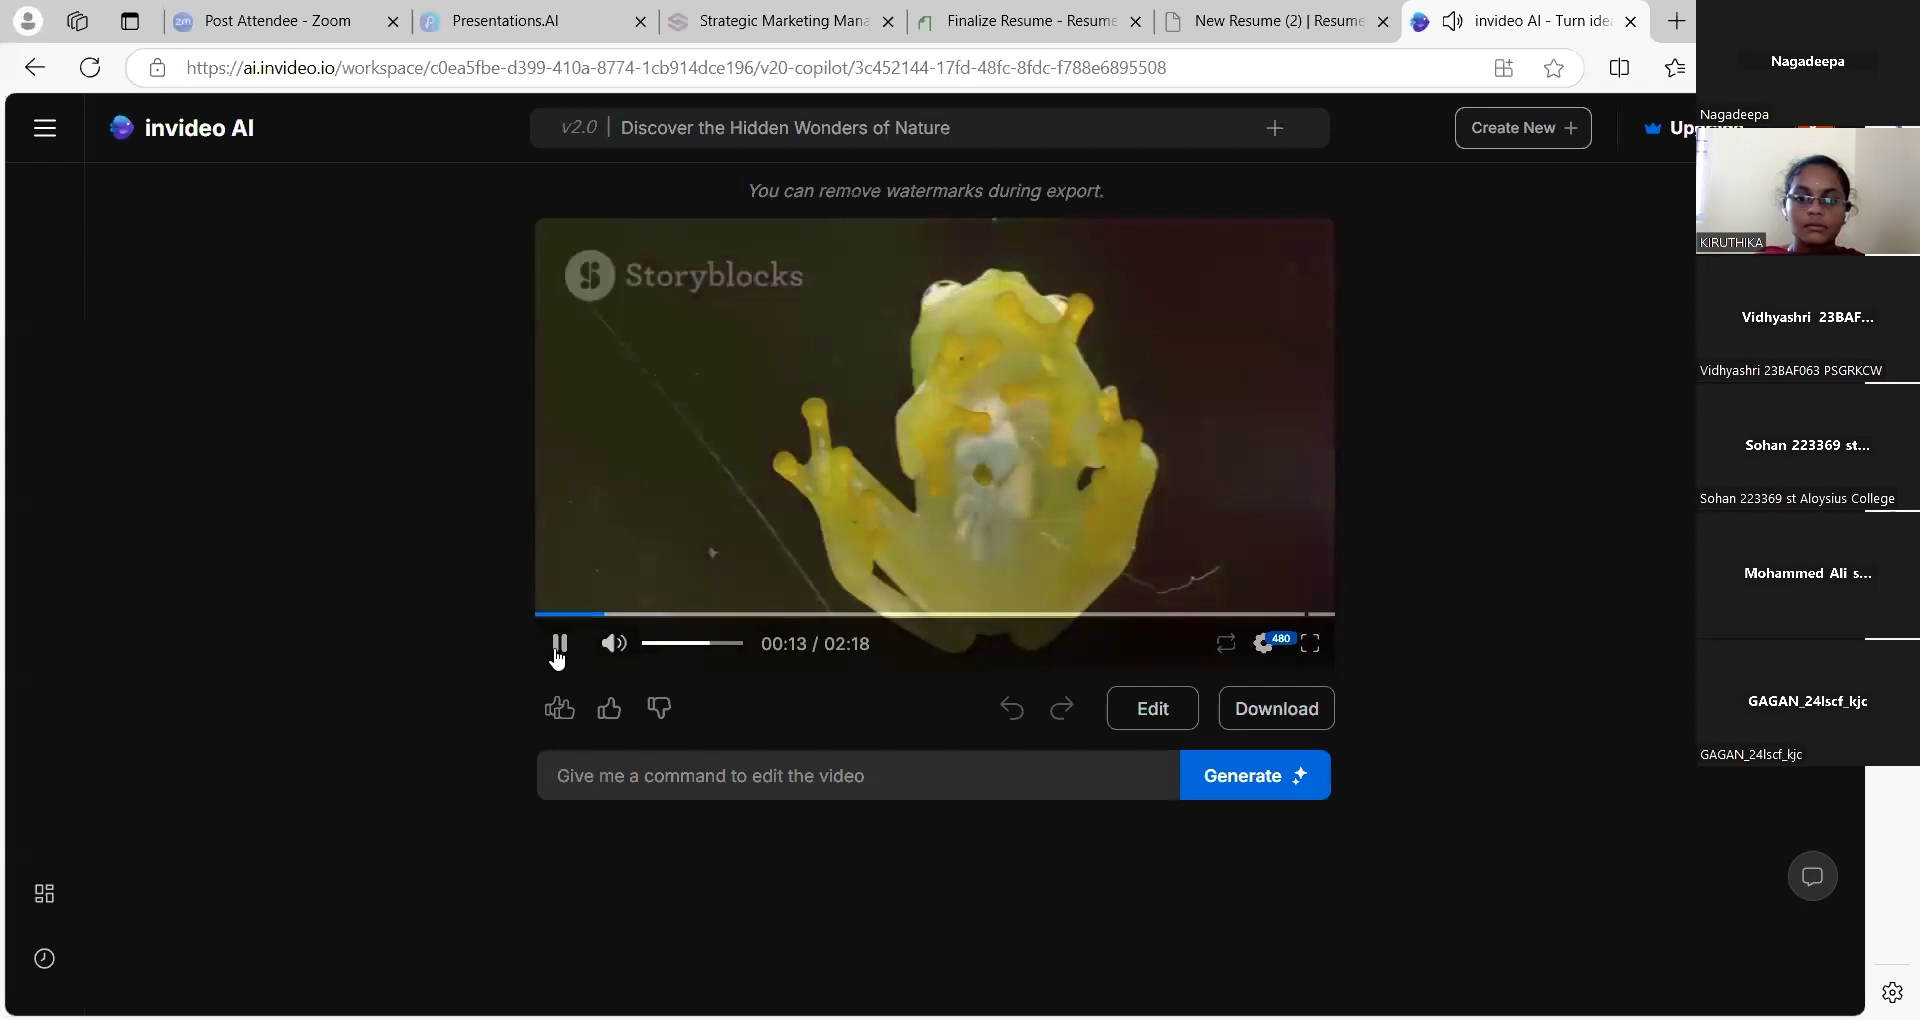 Post Attendee - Zoom
Presentations.AI
Strategic Marketing Mana
Finalize Resume - Resume
New Resume (2) | Resume
invideo AI - Turn idea
https://ai.invideo.io/workspace/c0ea5fbe-d399-410a-8774-1cb914dce196/v20-copilot/3c452144-17fd-48fc-8fdc-f788e6895508
invideo AI
v2.0 | Discover the Hidden Wonders of Nature
Create New
You can remove watermarks during export.
Storyblocks
00:13 / 02:18
480
Edit
Download
Give me a command to edit the video
Generate
Nagadeepa
Nagadeepa
KIRUTHIKA
Vidhyashri 23BAF...
Vidhyashri 23BAF063 PSGRKCW
Sohan 223369 st...
Sohan 223369 st Aloysius College
Mohammed Ali s...
GAGAN_24lscf_kjc
GAGAN_24lscf_kjc